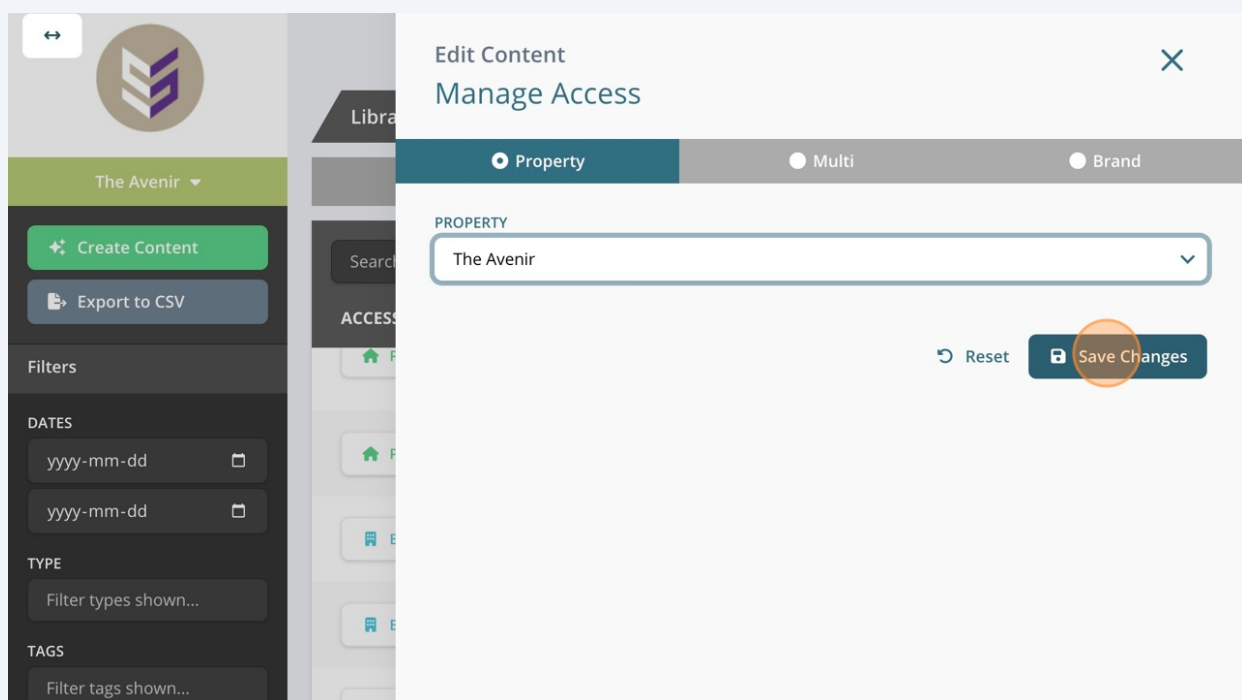 The Avenir
Create Content
Export to CSV
Filters
DATES
yyyy-mm-dd
yyyy-mm-dd
TYPE
Filter types shown...
TAGS
Filter tags shown...
Edit Content
Manage Access
Property
Multi
Brand
PROPERTY
The Avenir
Reset
Save Changes